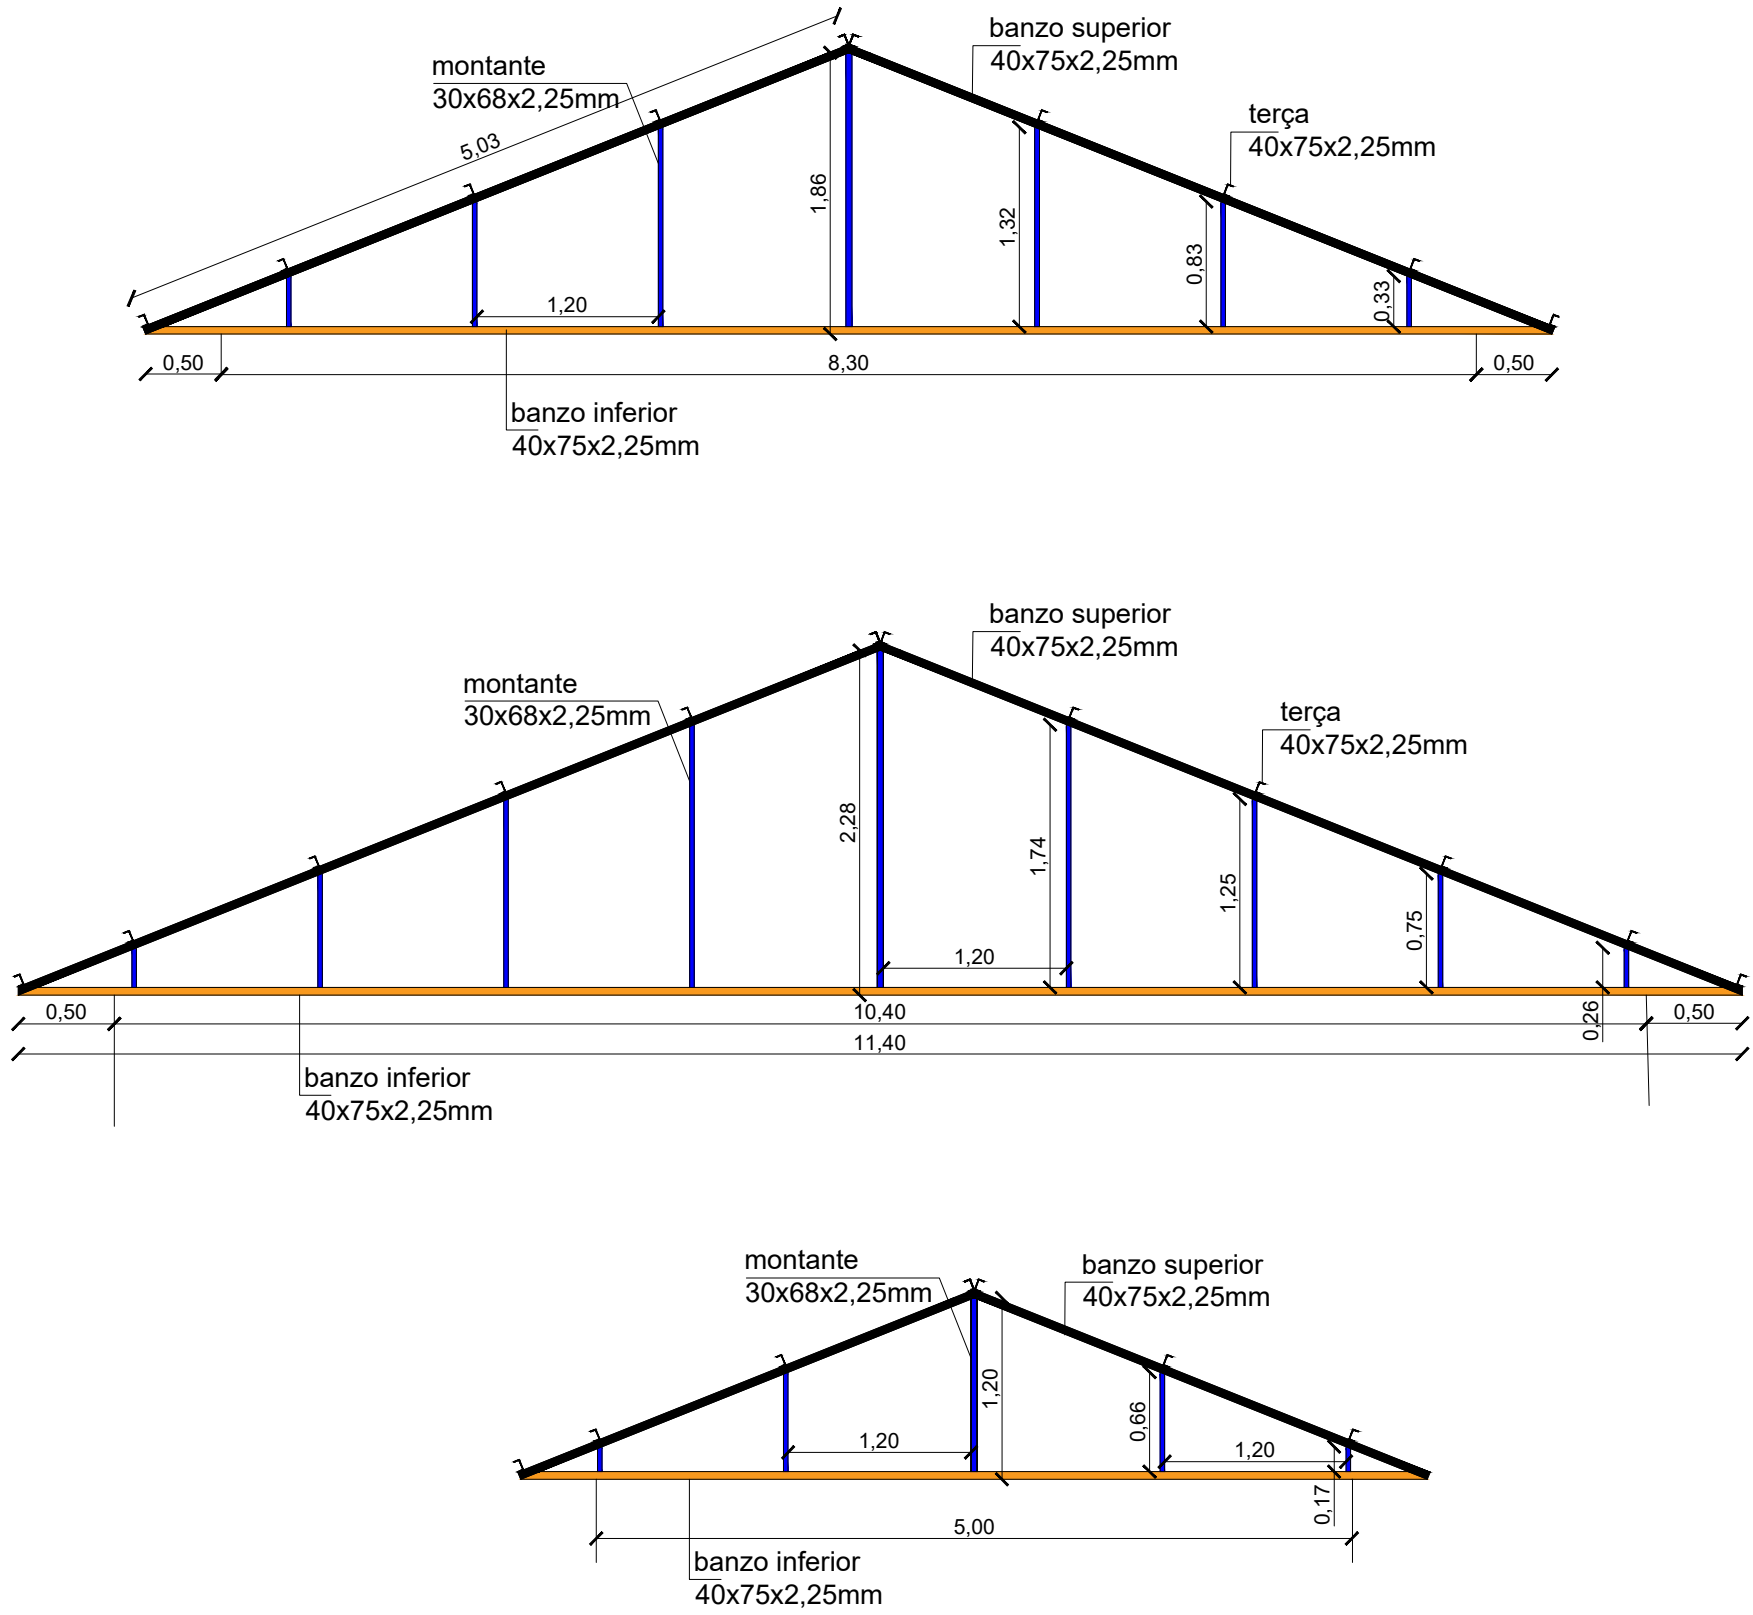 banzo superior
40x75x2,25mm
montante
30x68x2,25mm
terça
40x75x2,25mm
5,03
1,86
1,32
0,83
0,33
1,20
0,50
8,30
0,50
banzo inferior
40x75x2,25mm
banzo superior
40x75x2,25mm
montante
30x68x2,25mm
terça
40x75x2,25mm
2,28
1,74
1,25
0,75
1,20
0,26
0,50
10,40
0,50
11,40
banzo inferior
40x75x2,25mm
montante
30x68x2,25mm
banzo superior
40x75x2,25mm
1,20
0,66
1,20
1,20
0,17
5,00
banzo inferior
40x75x2,25mm